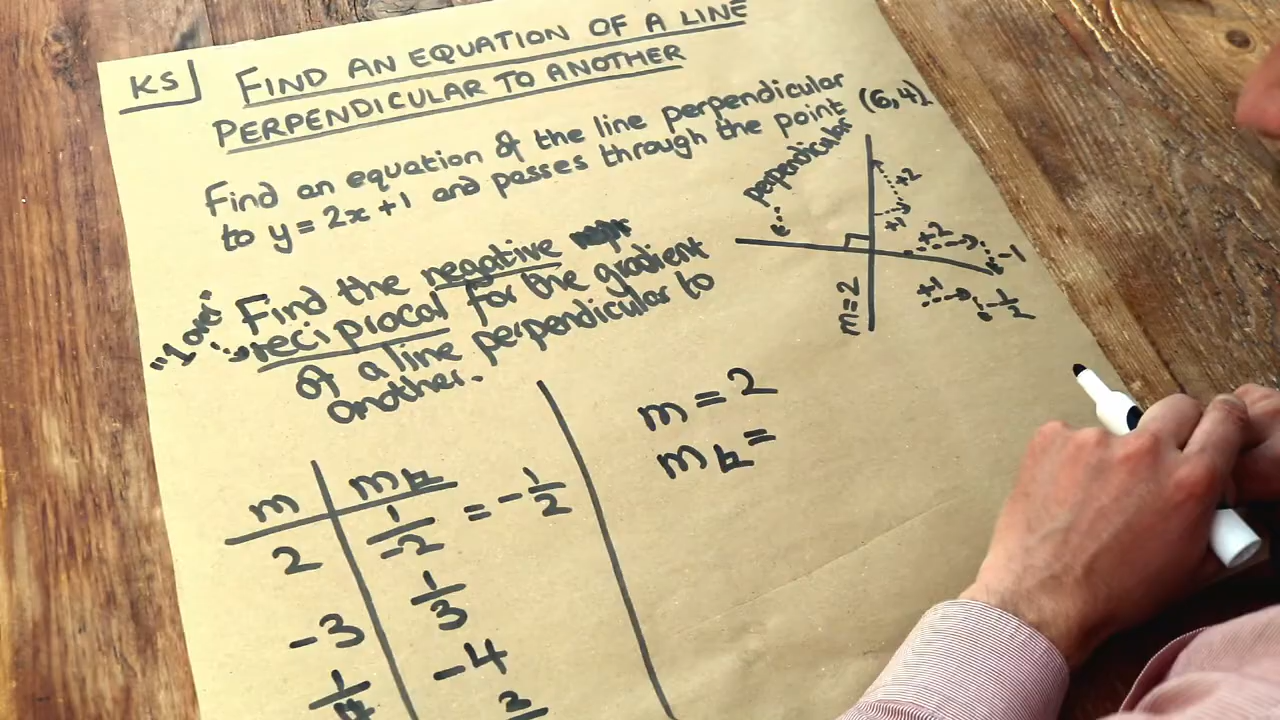 KS
FIND AN EQUATION OF A LINE
PERPENDICULAR TO ANOTHER
Find an equation of the line perpendicular
to y = 2x + 1 and passes through the point (6,4).
perpendicular
+2
+1
+2
-1
+1
-1/2
m=2
"1 over"
Find the negative
reciprocal for the gradient
of a line perpendicular to
another.
m m⊥
2 1/-2 = -1/2
-3 1/3
1/4 -4
3
m = 2
m⊥ =